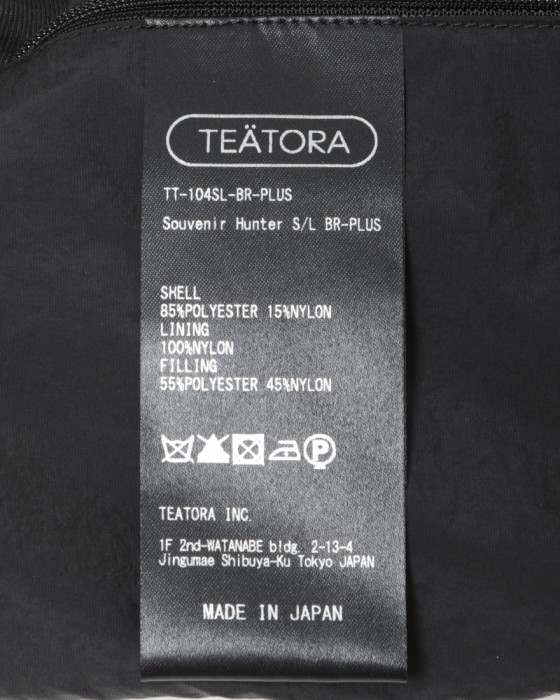 TEÄTORA
TT-104SL-BR-PLUS
Souvenir Hunter S/L BR-PLUS
SHELL
85%POLYESTER 15%NYLON
LINING
100%NYLON
FILLING
55%POLYESTER 45%NYLON
P
TEATORA INC.
1F 2nd-WATANABE bldg. 2-13-4
Jingumae Shibuya-Ku Tokyo JAPAN
MADE IN JAPAN